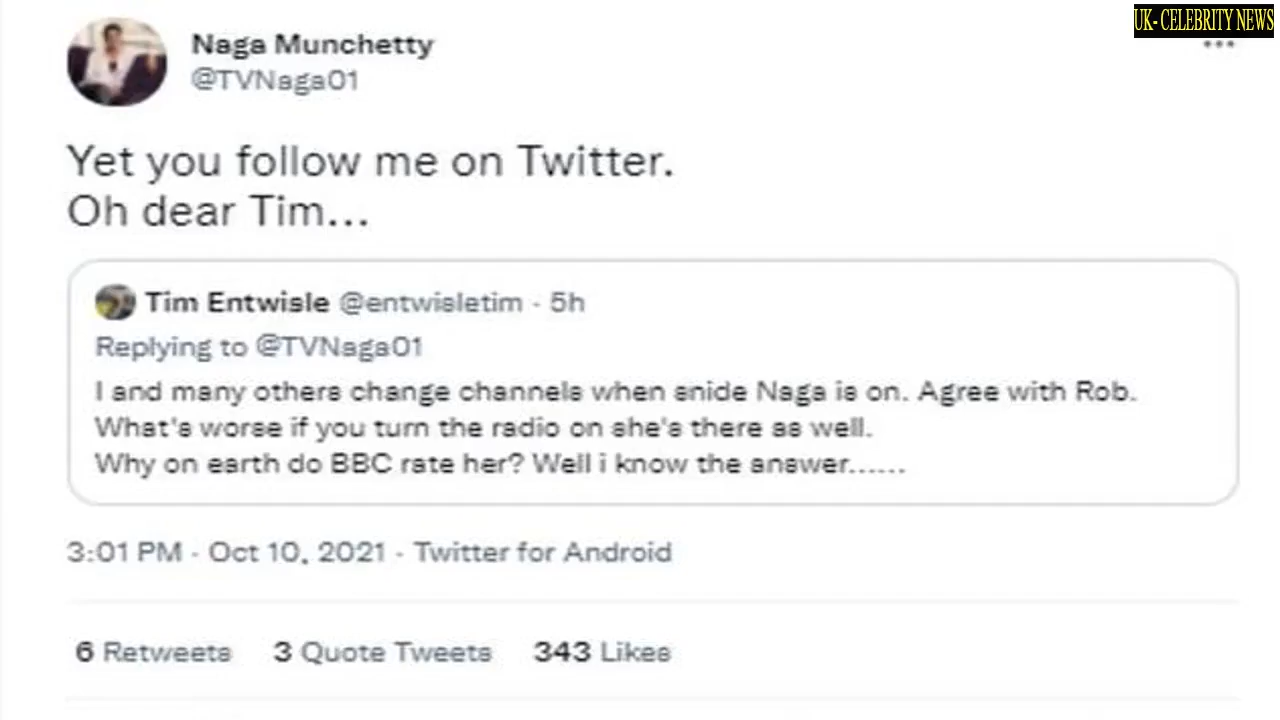 UK- CELEBRITY NEWS
Naga Munchetty
@TVNaga01
Yet you follow me on Twitter.
Oh dear Tim...
Tim Entwisle @entwisletim · 5h
Replying to @TVNaga01
I and many others change channels when snide Naga is on. Agree with Rob.
What's worse if you turn the radio on she's there as well.
Why on earth do BBC rate her? Well i know the answer......
3:01 PM · Oct 10, 2021 · Twitter for Android
6 Retweets 3 Quote Tweets 343 Likes